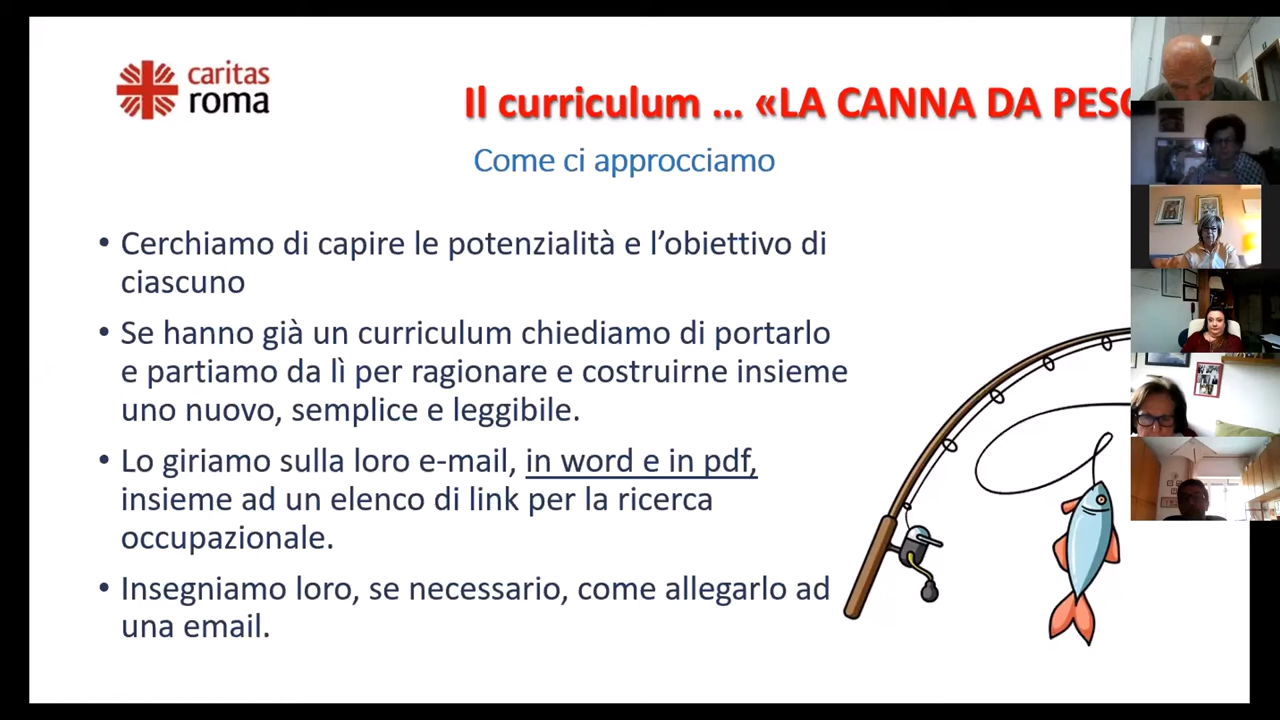 caritas
roma
Il curriculum … «LA CANNA DA
Come ci approcciamo
• Cerchiamo di capire le potenzialità e l’obiettivo di
ciascuno
• Se hanno già un curriculum chiediamo di portarlo
e partiamo da lì per ragionare e costruirne insieme
uno nuovo, semplice e leggibile.
• Lo giriamo sulla loro e-mail, in word e in pdf,
insieme ad un elenco di link per la ricerca
occupazionale.
• Insegniamo loro, se necessario, come allegarlo ad
una email.